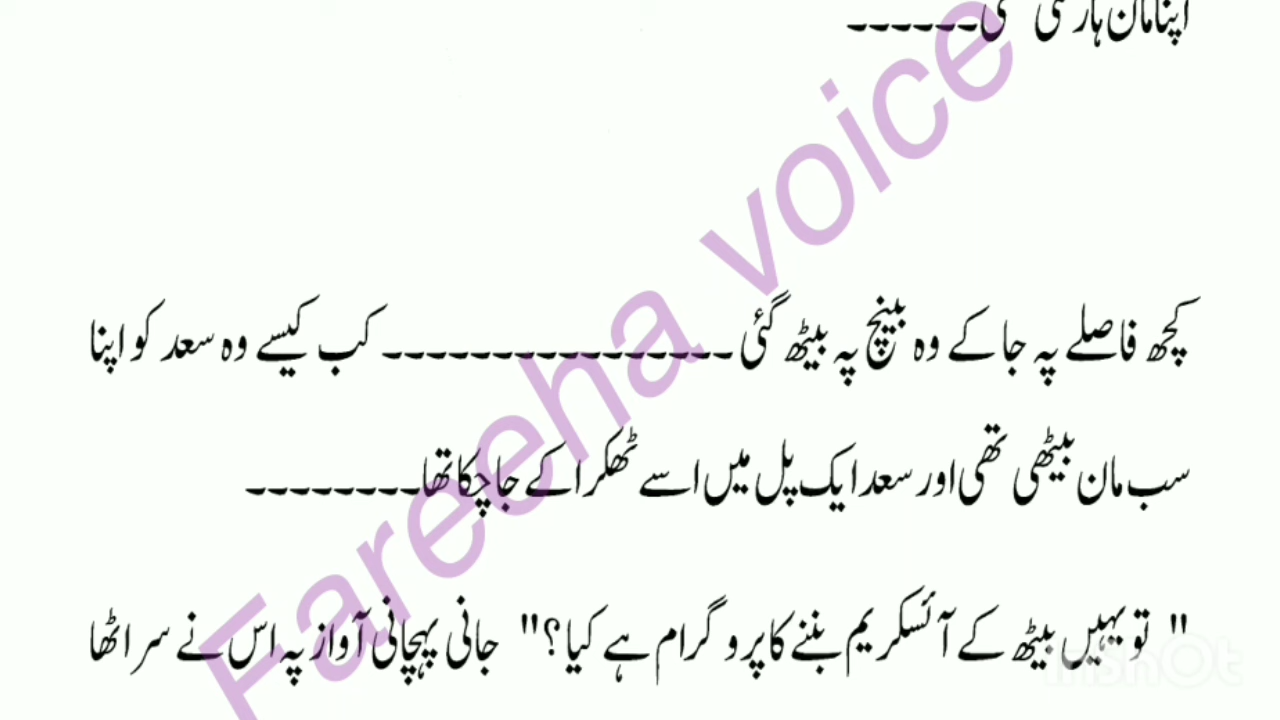 اپنا مان ہار گئی تھی------
کچھ فاصلے پہ جا کے وہ بینچ پہ بیٹھ گئی ---------------- کب کیسے وہ سعد کو اپنا
سب مان بیٹھی تھی اور سعد ایک پل میں اسے ٹھکرا کے جا چکا تھا--------
" تو یہیں بیٹھ کے آئسکریم بننے کا پروگرام ہے کیا؟" جانی پہچانی آواز پہ اس نے سر اٹھا
Fareeha voice
InShOt